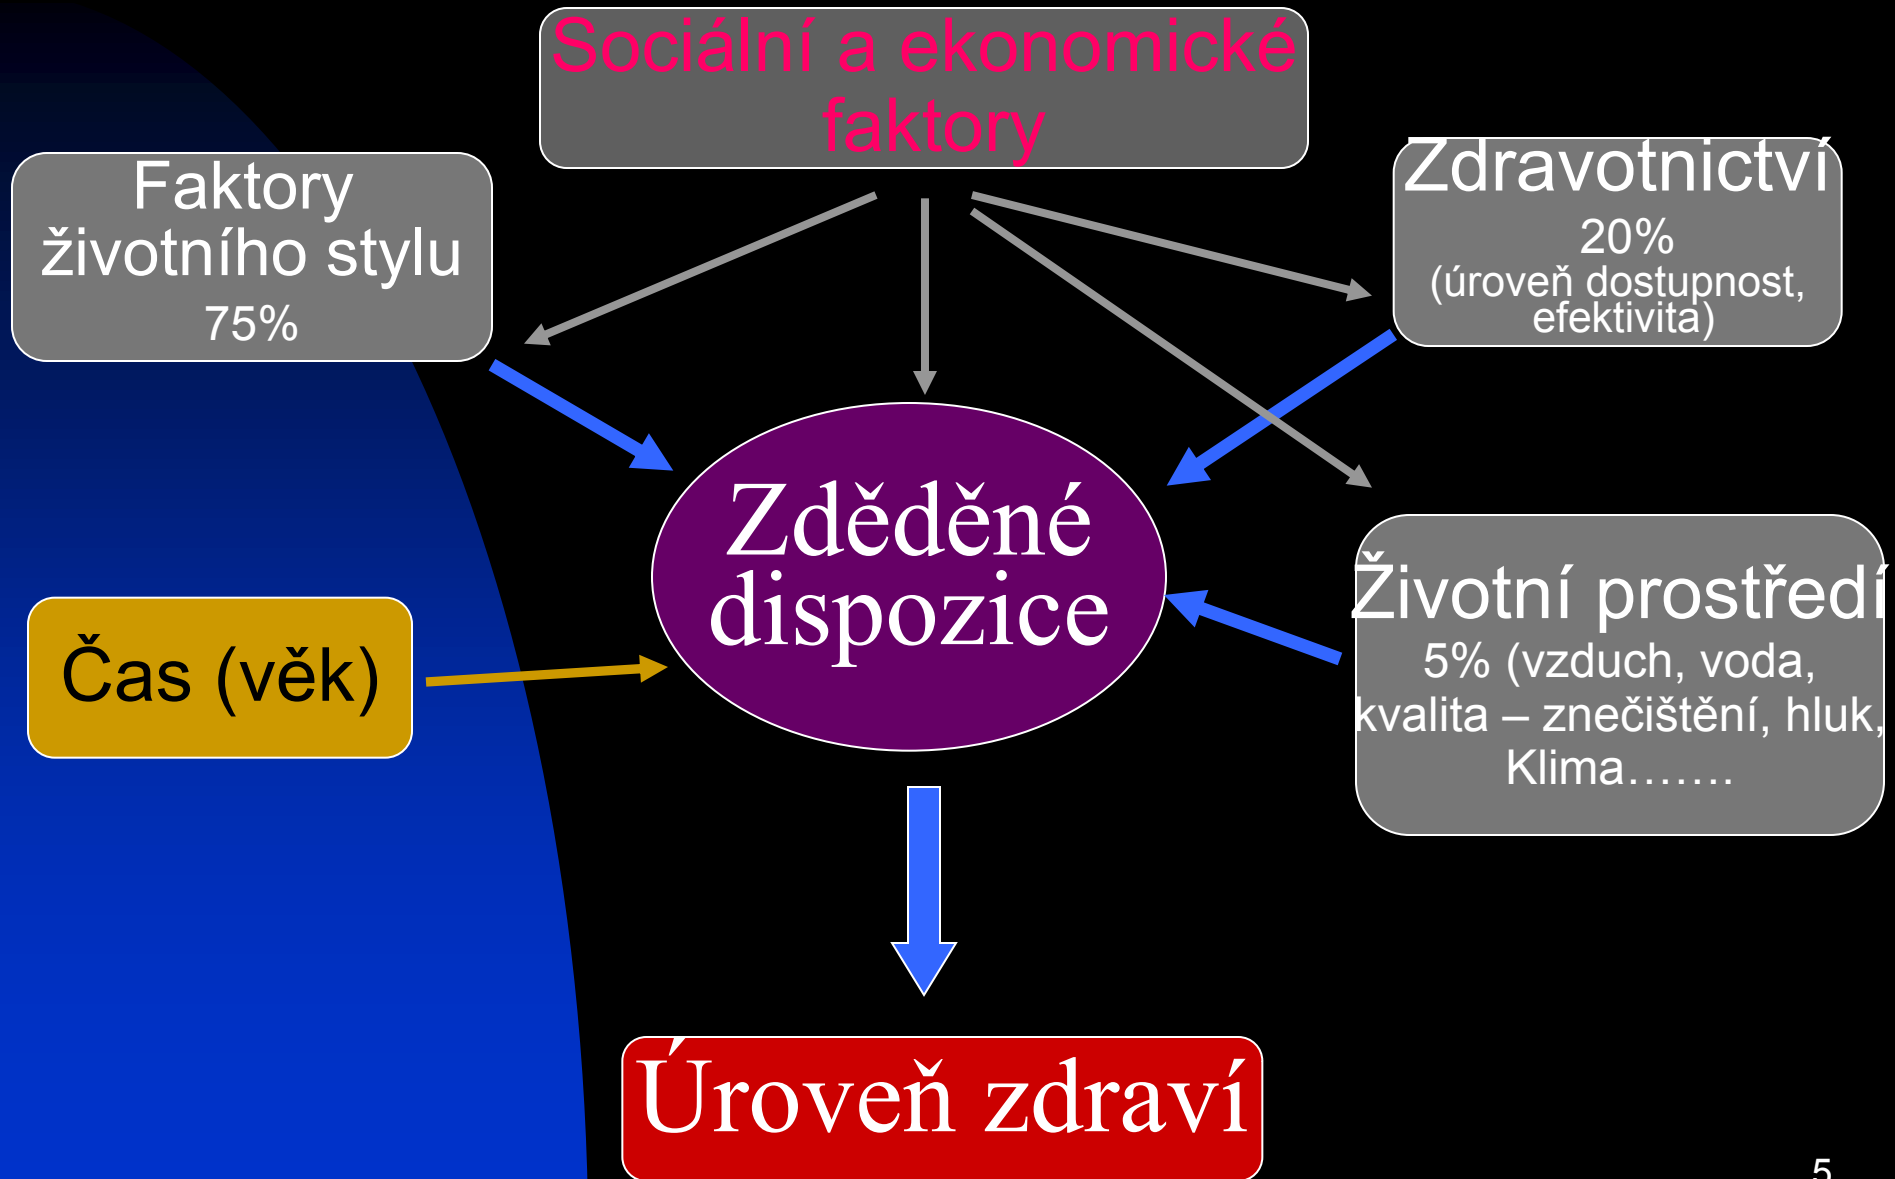 Sociální a ekonomické
faktory
Faktory
životního stylu
75%
Zdravotnictví
20%
(úroveň dostupnost,
efektivita)
Zděděné
dispozice
Životní prostředí
5% (vzduch, voda,
kvalita – znečištění, hluk,
Klima…….
Čas (věk)
Úroveň zdraví
5